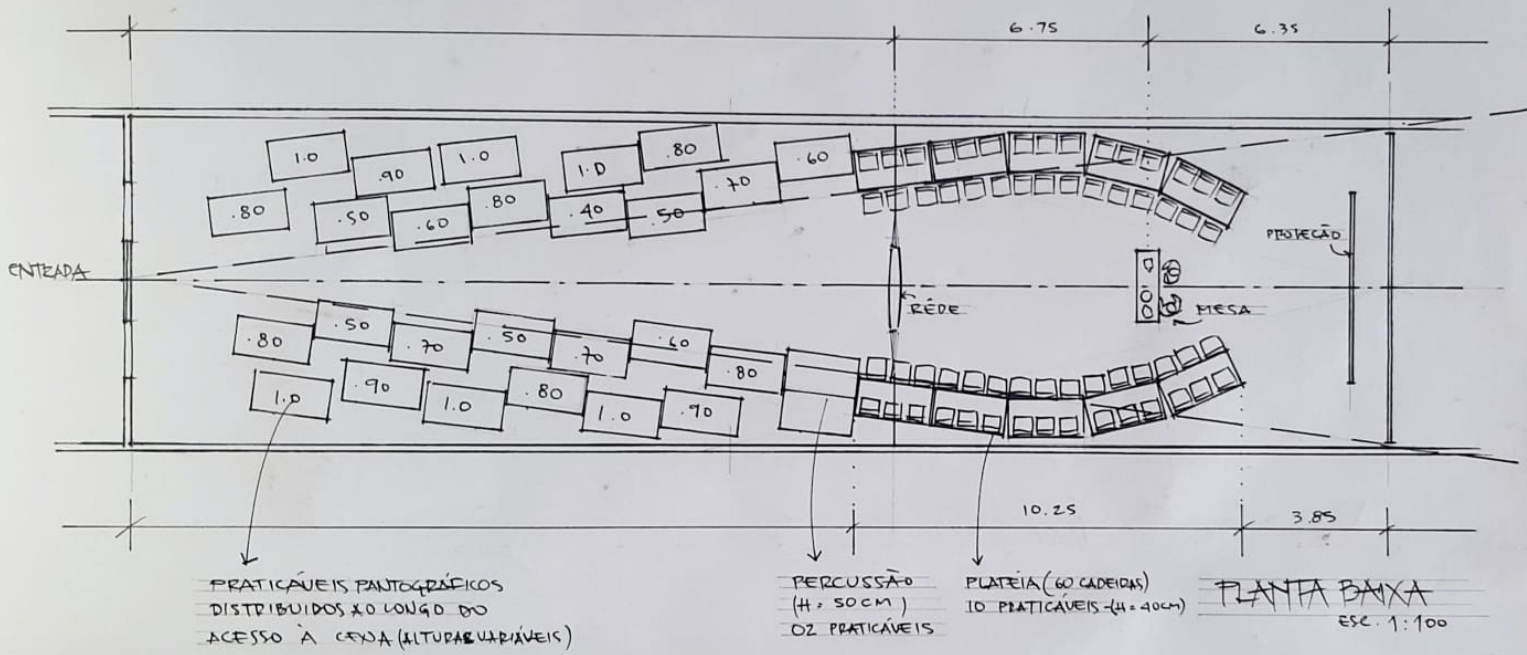 6.75
6.35
1.0
.90
1.0
1.0
.80
.60
.80
.50
.60
.80
.40
.50
.70
PROJEÇÃO
ENTRADA
RÉDE
MESA
.80
.50
.70
.50
.70
.60
.80
1.0
.90
1.0
.80
1.0
.90
10.25
3.85
PRATICÁVEIS PANTOGRÁFICOS
DISTRIBUIDOS AO LONGO DO
ACESSO À CENA (ALTURAS VARIÁVEIS)
PERCUSSÃO
(H= 50CM)
02 PRATICÁVEIS
PLATEIA (60 CADEIRAS)
10 PRATICÁVEIS-(H=40CM)
PLANTA BAIXA
ESC. 1:100